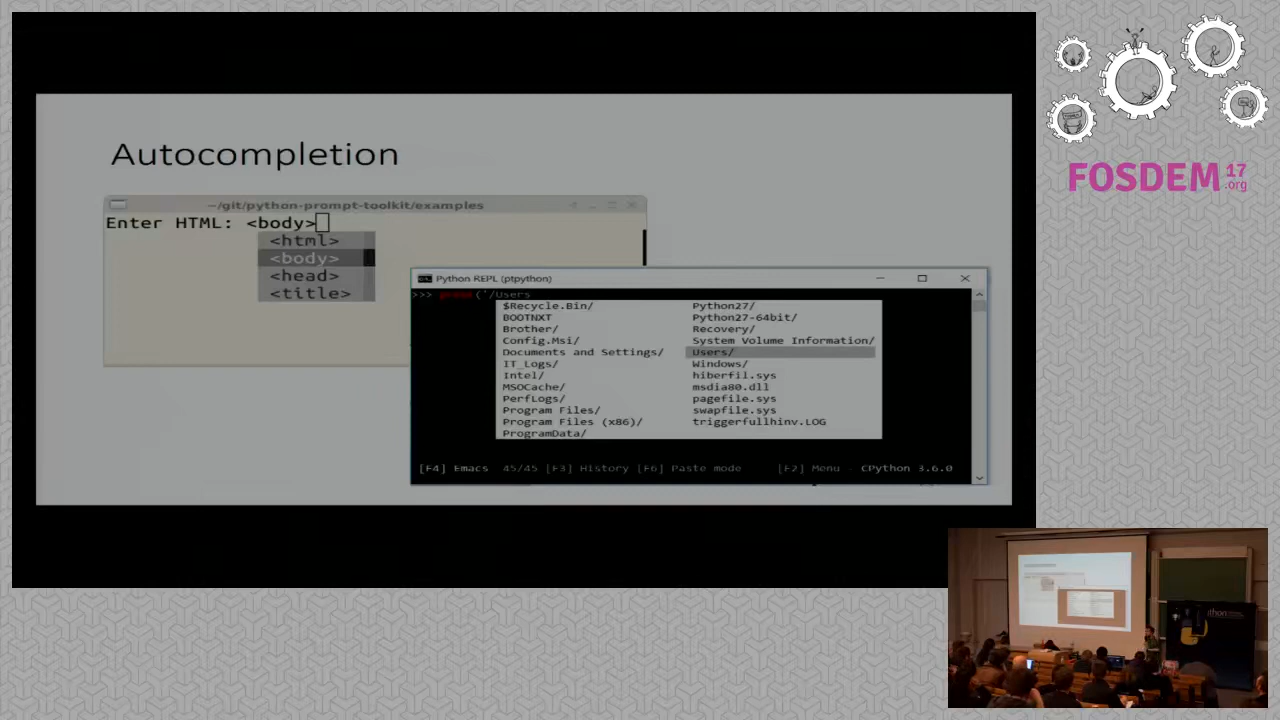 Autocompletion
~/git/python-prompt-toolkit/examples
Enter HTML: <body>
<html>
<body>
<head>
<title>
Python REPL (ptpython)
>>> ('/Users
$Recycle.Bin/ Python27/
BOOTNXT Python27-64bit/
Brother/ Recovery/
Config.Msi/ System Volume Information/
Documents and Settings/ Users/
IT_Logs/ Windows/
Intel/ hiberfil.sys
MSOCache/ msdia80.dll
PerfLogs/ pagefile.sys
Program Files/ swapfile.sys
Program Files (x86)/ triggerfullhinv.LOG
ProgramData/
[F4] Emacs 45/45 [F3] History [F6] Paste mode [F2] Menu - CPython 3.6.0
FOSDEM 17
.org